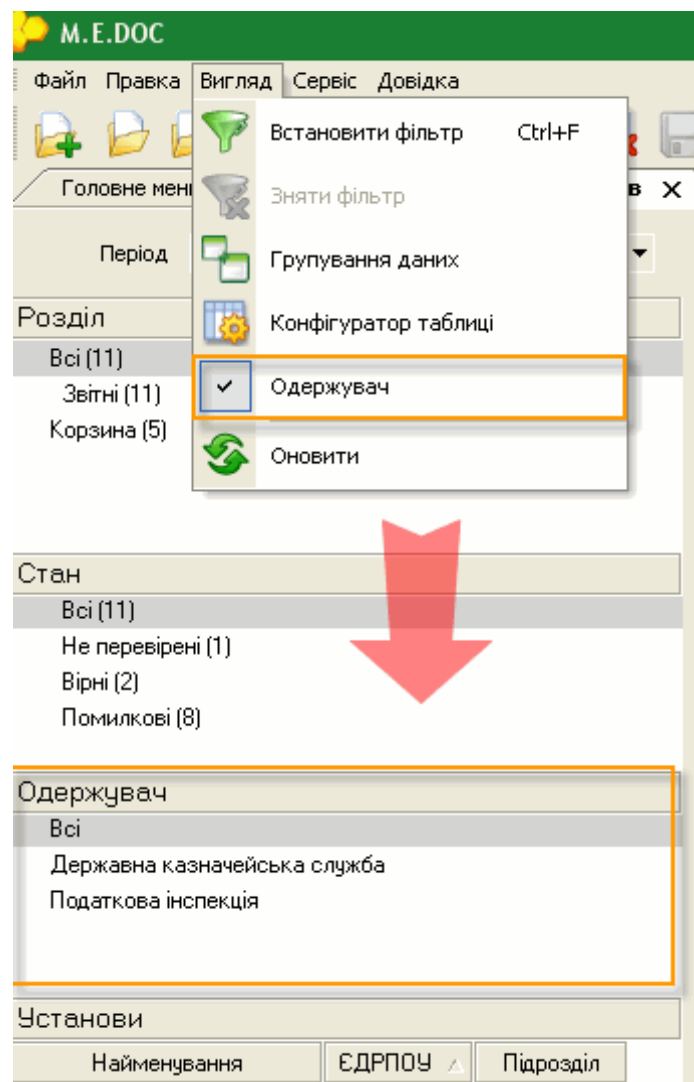 M.E.DOC
Файл Правка Вигляд Сервіс Довідка
Встановити фільтр Ctrl+F
Головне мен в X
Зняти фільтр
Період
Групування даних
Розділ
Конфігуратор таблиці
Всі (11)
Звітні (11)
Одержувач
Корзина (5)
Оновити
Стан
Всі (11)
Не перевірені (1)
Вірні (2)
Помилкові (8)
Одержувач
Всі
Державна казначейська служба
Податкова інспекція
Установи
Найменування ЄДРПОУ Підрозділ